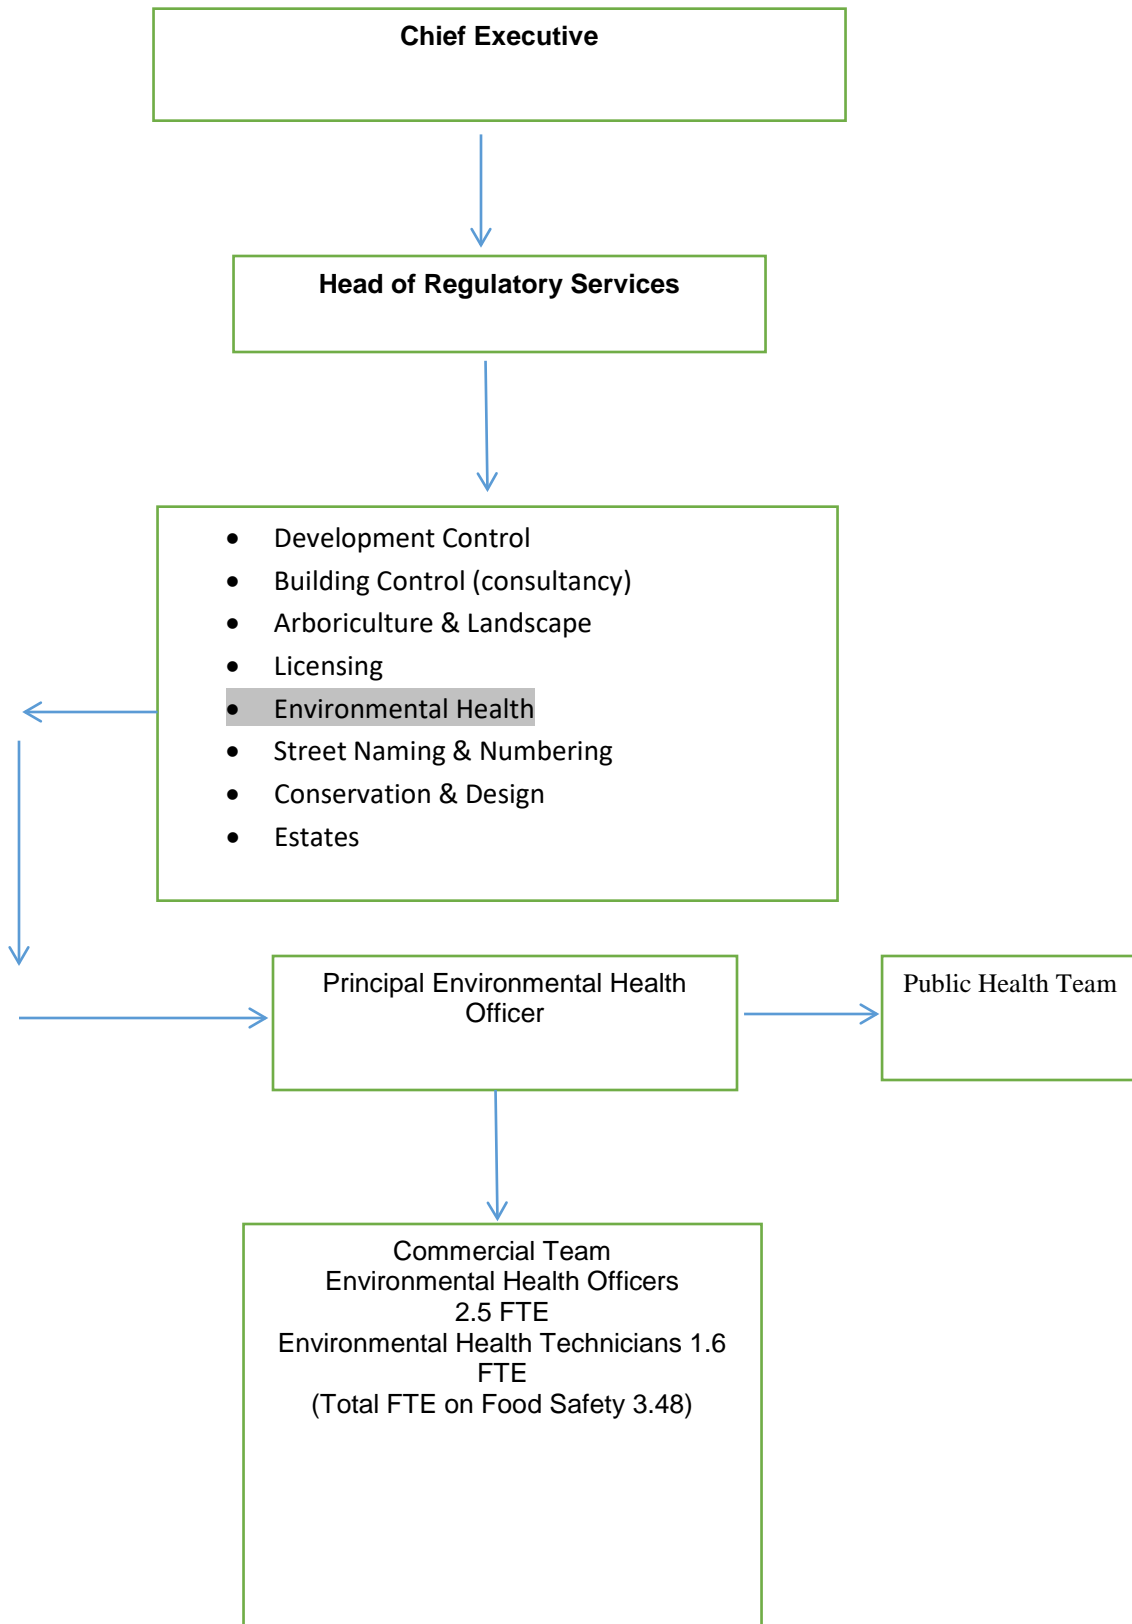 Chief Executive
Head of Regulatory Services
• Development Control
• Building Control (consultancy)
• Arboriculture & Landscape
• Licensing
• Environmental Health
• Street Naming & Numbering
• Conservation & Design
• Estates
Principal Environmental Health
Officer
Public Health Team
Commercial Team
Environmental Health Officers
2.5 FTE
Environmental Health Technicians 1.6
FTE
(Total FTE on Food Safety 3.48)